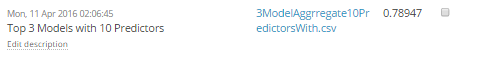 Mon, 11 Apr 2016 02:06:45
Top 3 Models with 10 Predictors
Edit description
3ModelAggrregate10Pr
edictorsWith.csv
0.78947